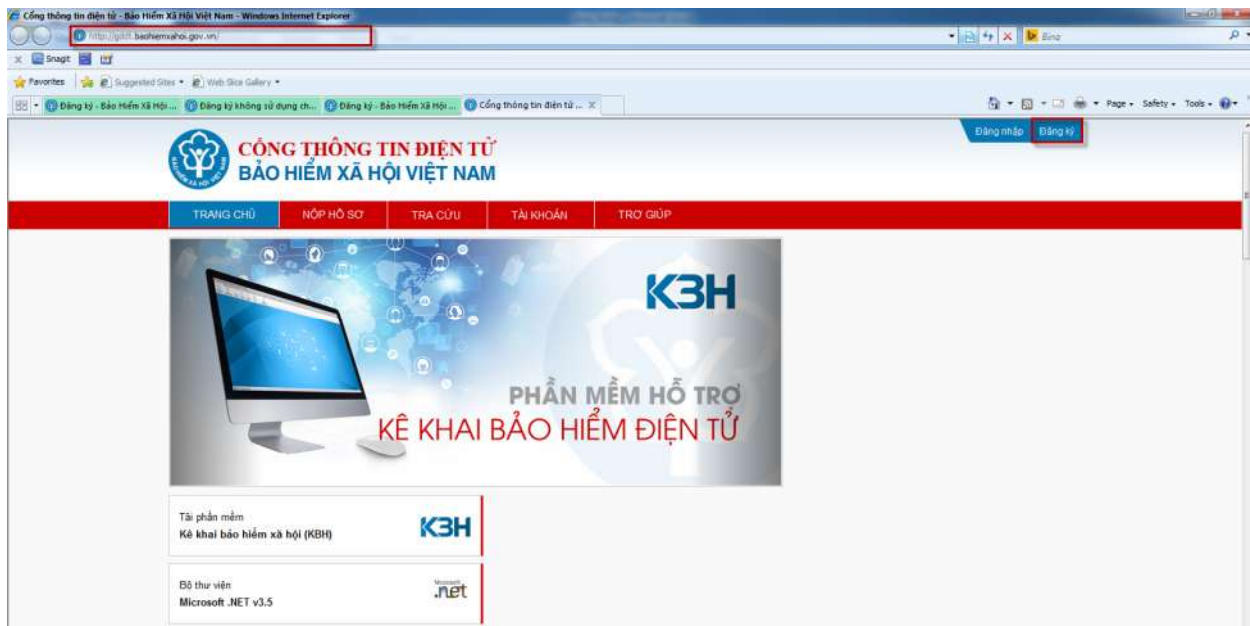 Cổng thông tin điện tử - Bảo Hiểm Xã Hội Việt Nam - Windows Internet Explorer
http://gddt.baohiemxahoi.gov.vn/
Bing
x Snagit
Favorites Suggested Sites Web Slice Gallery
Đăng ký - Bảo Hiểm Xã Hội ... Đăng ký không sử dụng ch... Đăng ký - Bảo Hiểm Xã Hội ... Cổng thông tin điện tử ... x
Page Safety Tools
Đăng nhập Đăng ký
CỔNG THÔNG TIN ĐIỆN TỬ
BẢO HIỂM XÃ HỘI VIỆT NAM
TRANG CHỦ NỘP HỒ SƠ TRA CỨU TÀI KHOẢN TRỢ GIÚP
KBH
PHẦN MỀM HỖ TRỢ
KÊ KHAI BẢO HIỂM ĐIỆN TỬ
Tải phần mềm
Kê khai bảo hiểm xã hội (KBH)
KBH
Bộ thư viện
Microsoft .NET v3.5
Microsoft
.net